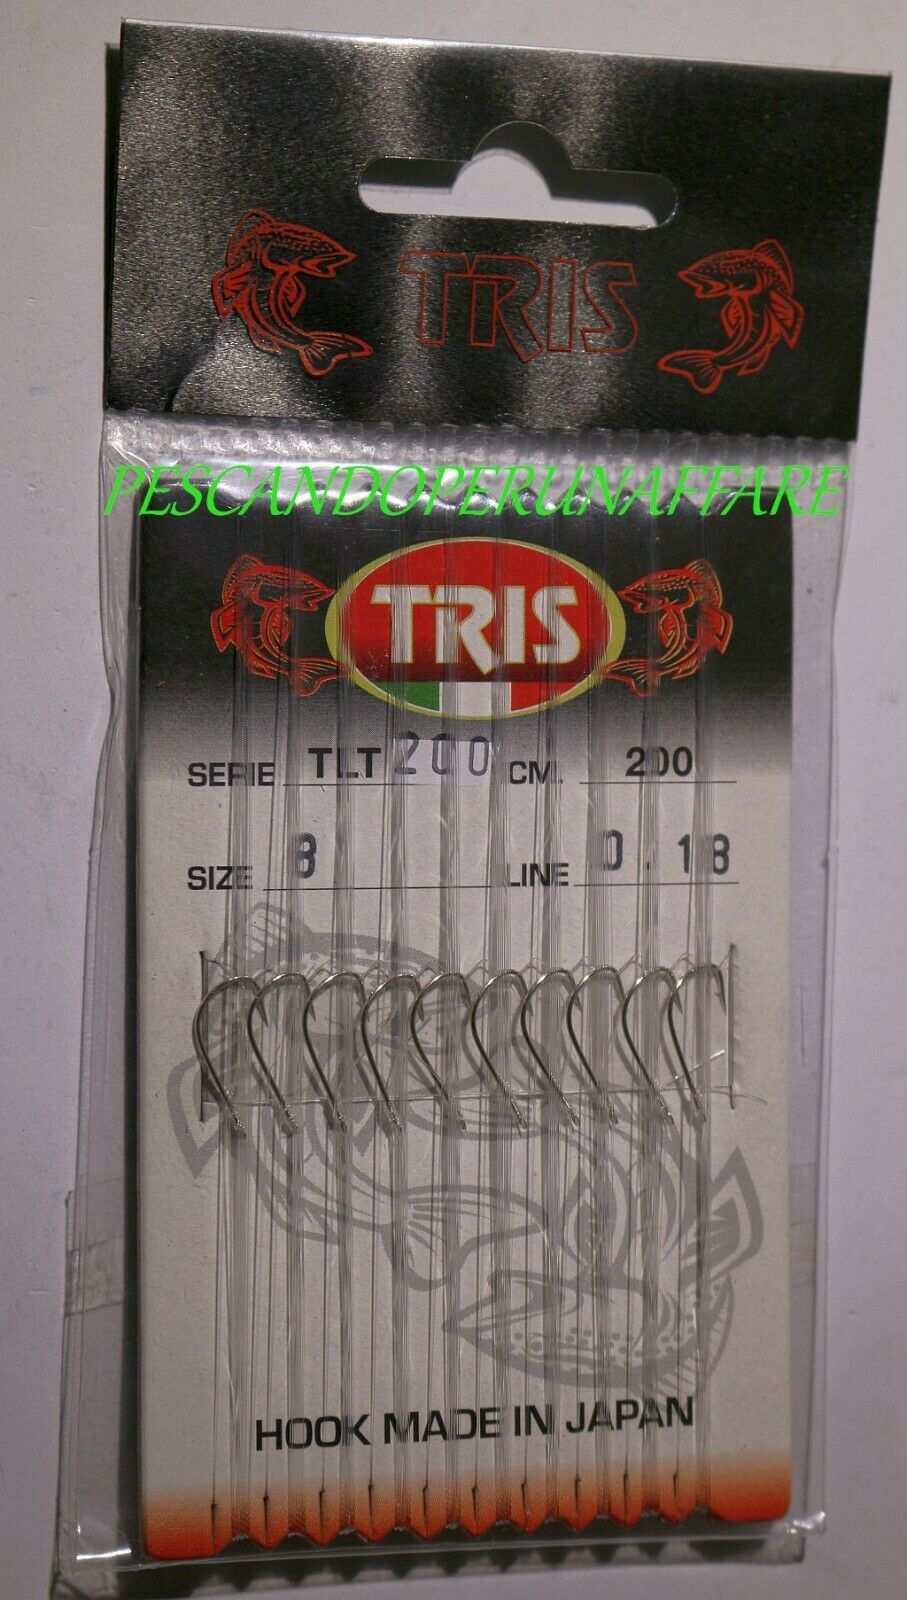 TRIS
PESCANDOPERUNAFFARE
TRIS
SERIE TLT 200 CM. 200
SIZE 8 LINE 0.18
HOOK MADE IN JAPAN